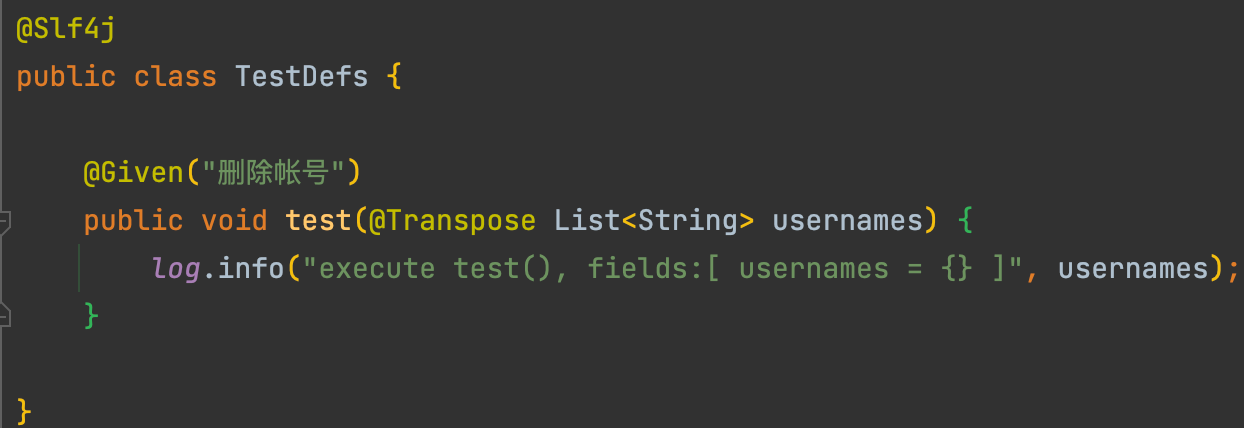 @Slf4j
public class TestDefs {
@Given("删除帐号")
public void test(@Transpose List<String> usernames) {
log.info("execute test(), fields:[ usernames = {} ]", usernames);
}
}